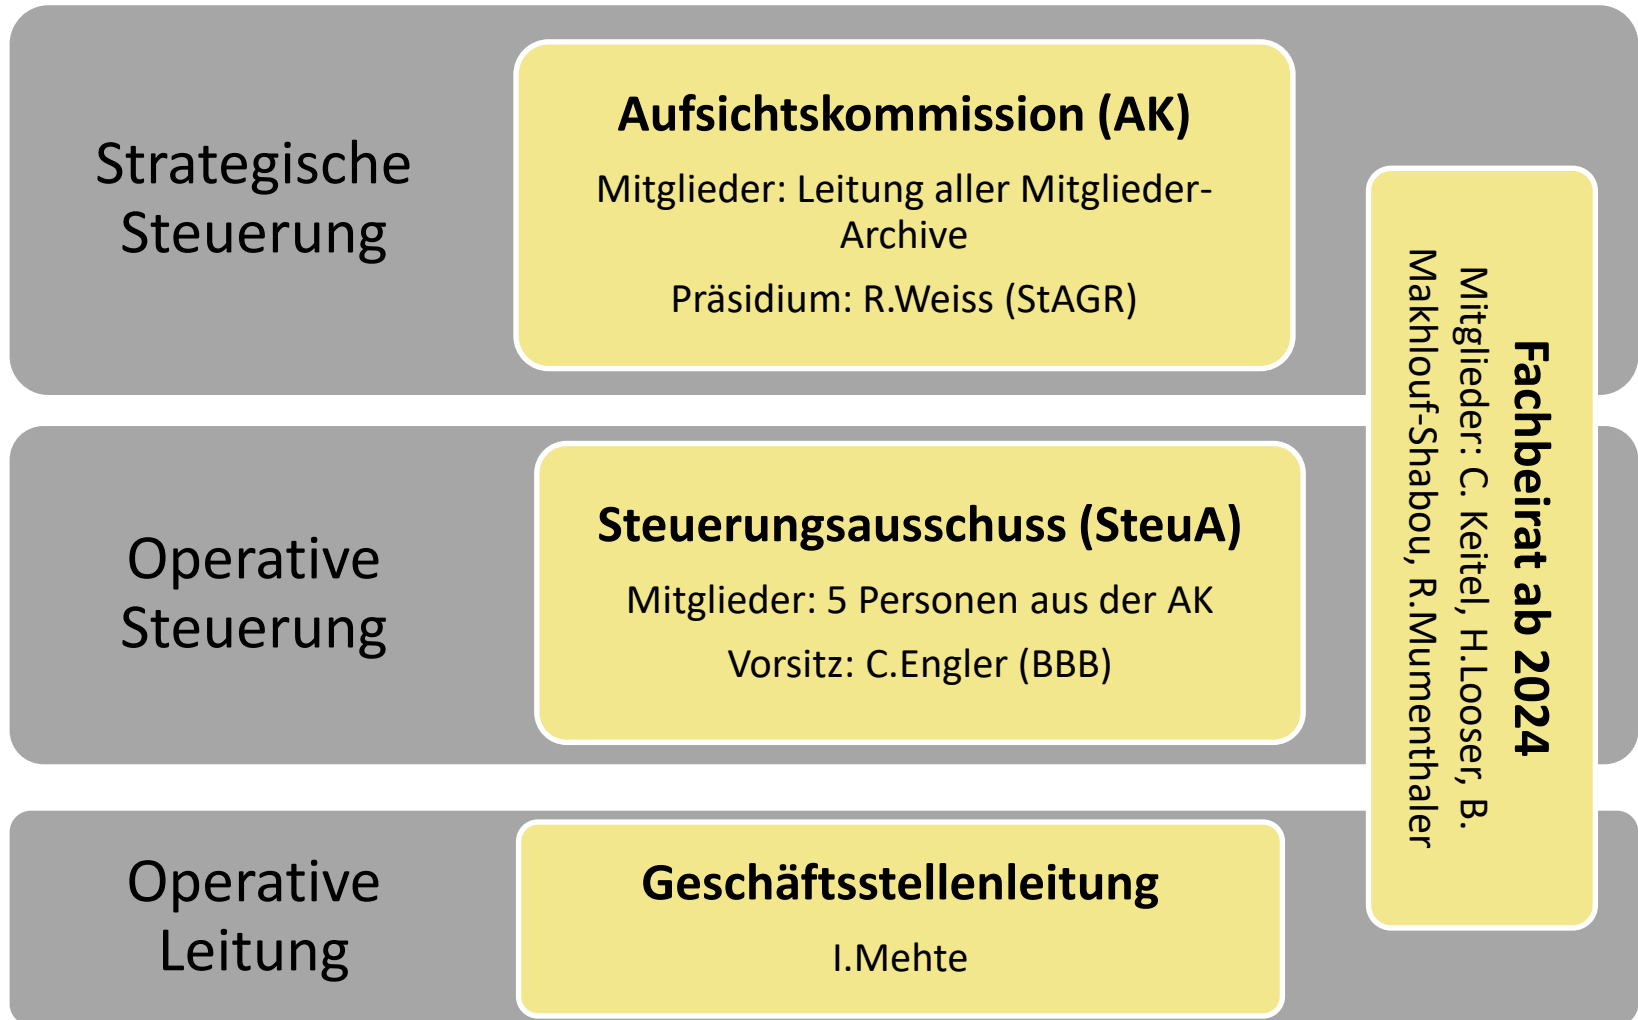 Strategische
Steuerung
Aufsichtskommission (AK)
Mitglieder: Leitung aller Mitglieder-
Archive
Präsidium: R.Weiss (StAGR)
Operative
Steuerung
Steuerungsausschuss (SteuA)
Mitglieder: 5 Personen aus der AK
Vorsitz: C.Engler (BBB)
Operative
Leitung
Geschäftsstellenleitung
I.Mehte
Fachbeirat ab 2024
Mitglieder: C. Keitel, H.Looser, B.
Makhlouf-Shabou, R.Mumenthaler